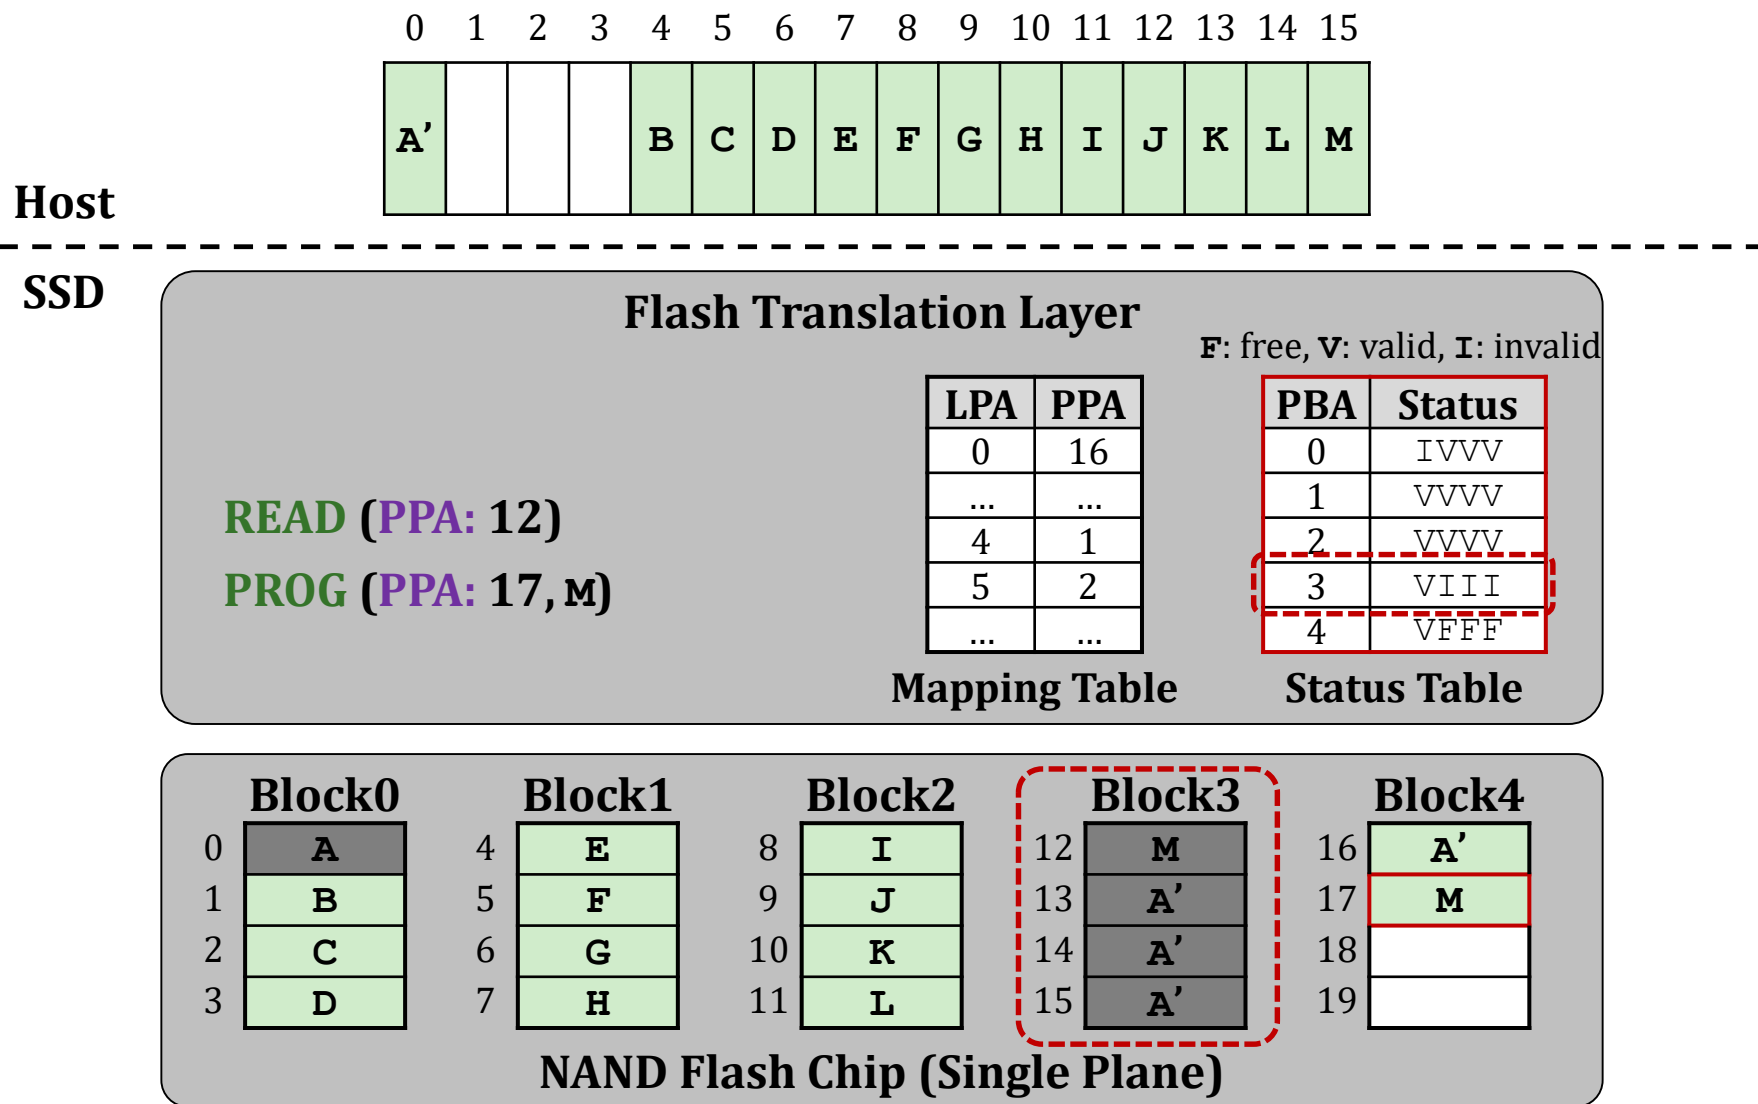 0 1 2 3 4 5 6 7 8 9 10 11 12 13 14 15
A’ B C D E F G H I J K L M
Host
SSD
Flash Translation Layer
F: free, V: valid, I: invalid
READ (PPA: 12)
PROG (PPA: 17, M)
LPA PPA
0 16
... ...
4 1
5 2
... ...
Mapping Table
PBA Status
0 IVVV
1 VVVV
2 VVVV
3 VIII
4 VFFF
Status Table
Block0
0 A
1 B
2 C
3 D
Block1
4 E
5 F
6 G
7 H
Block2
8 I
9 J
10 K
11 L
Block3
12 M
13 A’
14 A’
15 A’
Block4
16 A’
17 M
18
19
NAND Flash Chip (Single Plane)